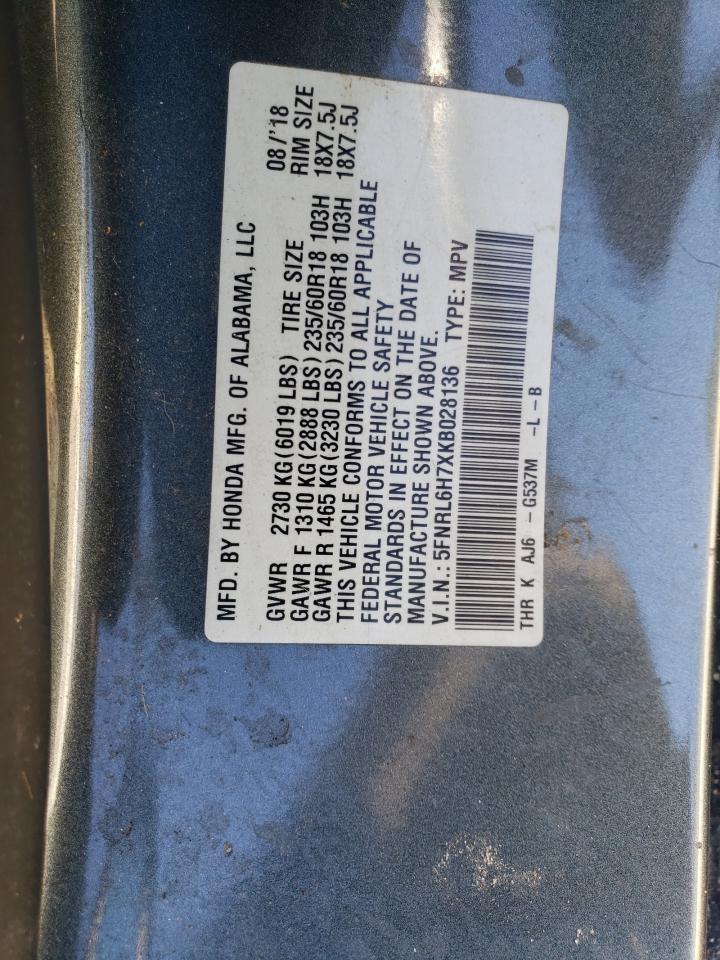 MFD. BY HONDA MFG. OF ALABAMA, LLC 08/'18
GVWR 2730 KG(6019 LBS) TIRE SIZE RIM SIZE
GAWR F 1310 KG(2888 LBS) 235/60R18 103H 18X7.5J
GAWR R 1465 KG(3230 LBS) 235/60R18 103H 18X7.5J
THIS VEHICLE CONFORMS TO ALL APPLICABLE
FEDERAL MOTOR VEHICLE SAFETY
STANDARDS IN EFFECT ON THE DATE OF
MANUFACTURE SHOWN ABOVE.
V.I.N.: 5FNRL6H7XKB028136 TYPE: MPV
THR K AJ6 - G537M -L -B